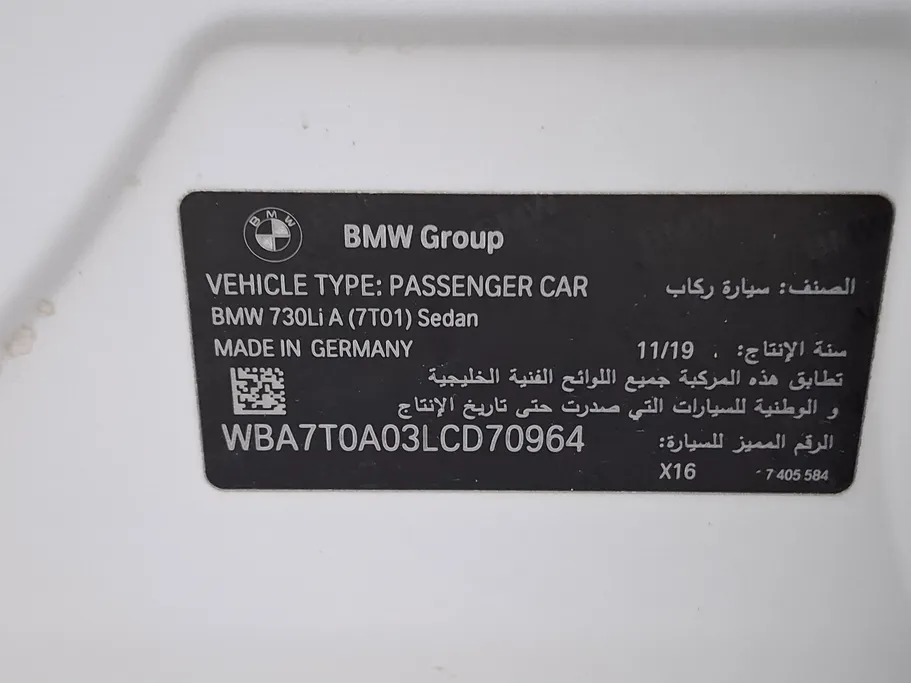 BMW
BMW Group
VEHICLE TYPE: PASSENGER CAR
الصنف: سيارة ركاب
BMW 730Li A (7T01) Sedan
MADE IN GERMANY
سنة الإنتاج: 11/19
تطابق هذه المركبة جميع اللوائح الفنية الخليجية
و الوطنية للسيارات التي صدرت حتى تاريخ الإنتاج
WBA7T0A03LCD70964
الرقم المميز للسيارة:
X16
7 405 584